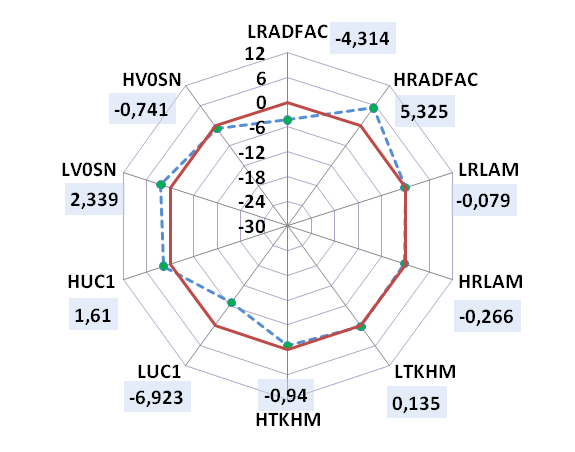 LRADFAC
-4,314
12
6
0
-6
-12
-18
-24
-30
HRADFAC
5,325
LRLAM
-0,079
HRLAM
-0,266
LTKHM
0,135
-0,94
HTKHM
LUC1
-6,923
HUC1
1,61
LV0SN
2,339
HV0SN
-0,741